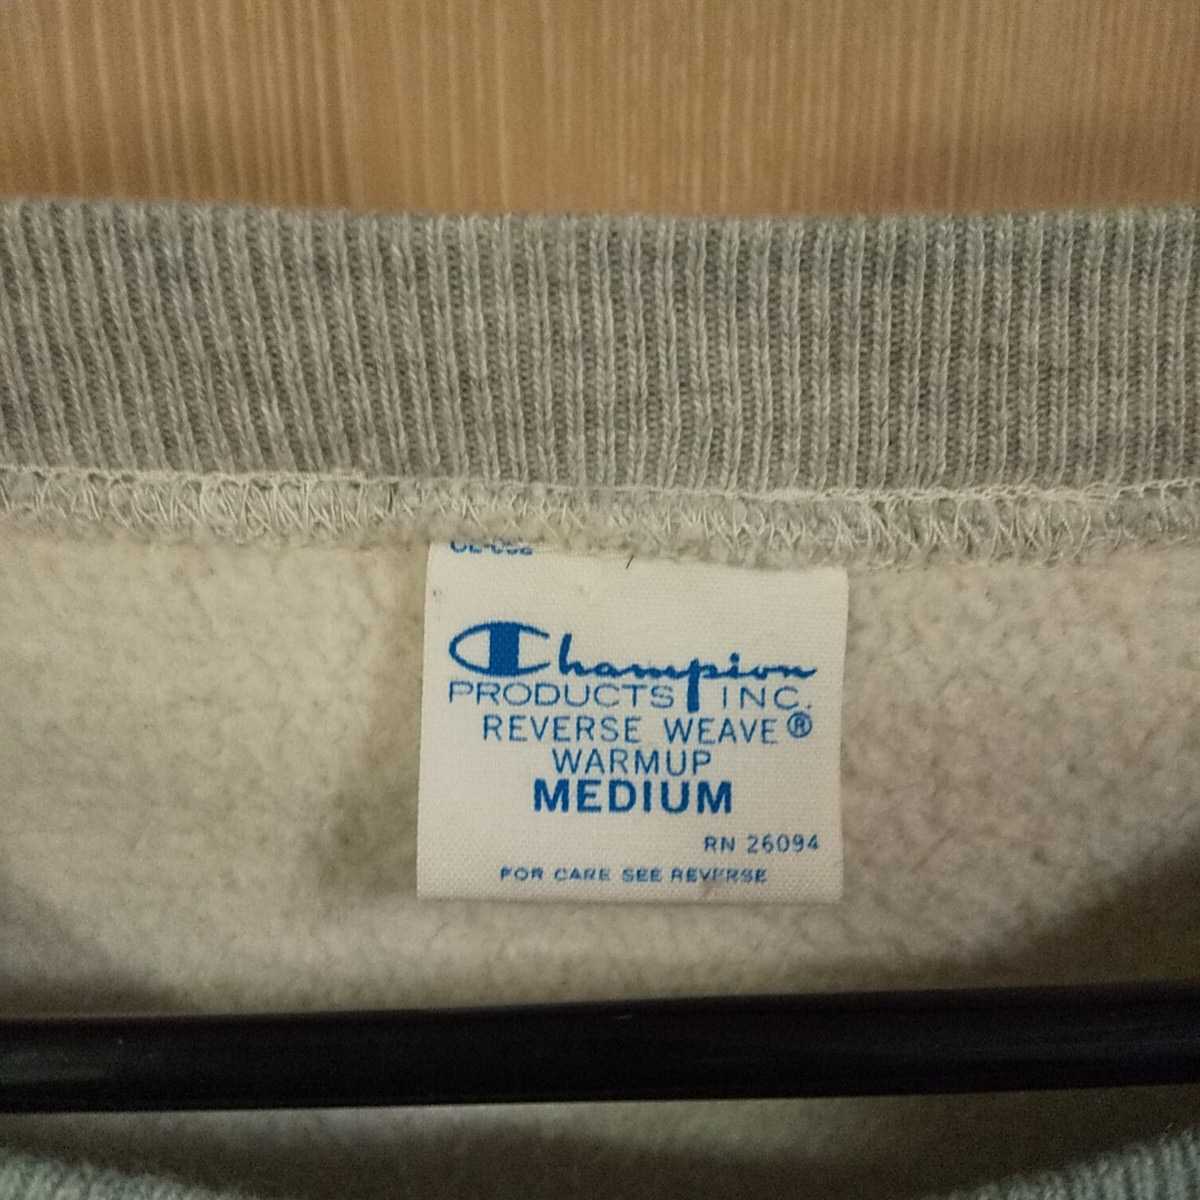 Champion
PRODUCTS INC.
REVERSE WEAVE®
WARMUP
MEDIUM
RN 26094
FOR CARE SEE REVERSE